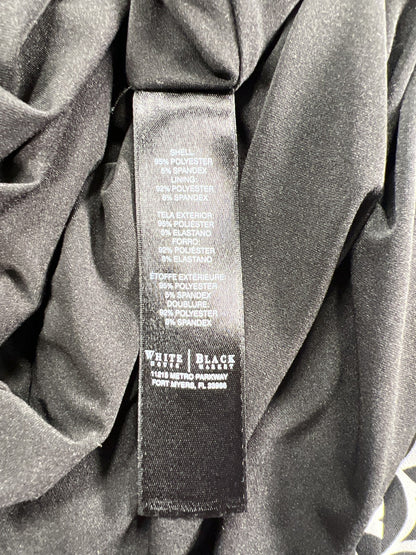 SHELL:
95% POLYESTER
5% SPANDEX
LINING:
92% POLYESTER
8% SPANDEX
TELA EXTERIOR:
95% POLIÉSTER
5% ELASTANO
FORRO:
92% POLIÉSTER
8% ELASTANO
ÉTOFFE EXTÉRIEURE:
95% POLYESTER
5% SPANDEX
DOUBLURE:
92% POLYESTER
8% SPANDEX
WHITE HOUSE | BLACK MARKET
11215 METRO PARKWAY
FORT MYERS, FL 33966